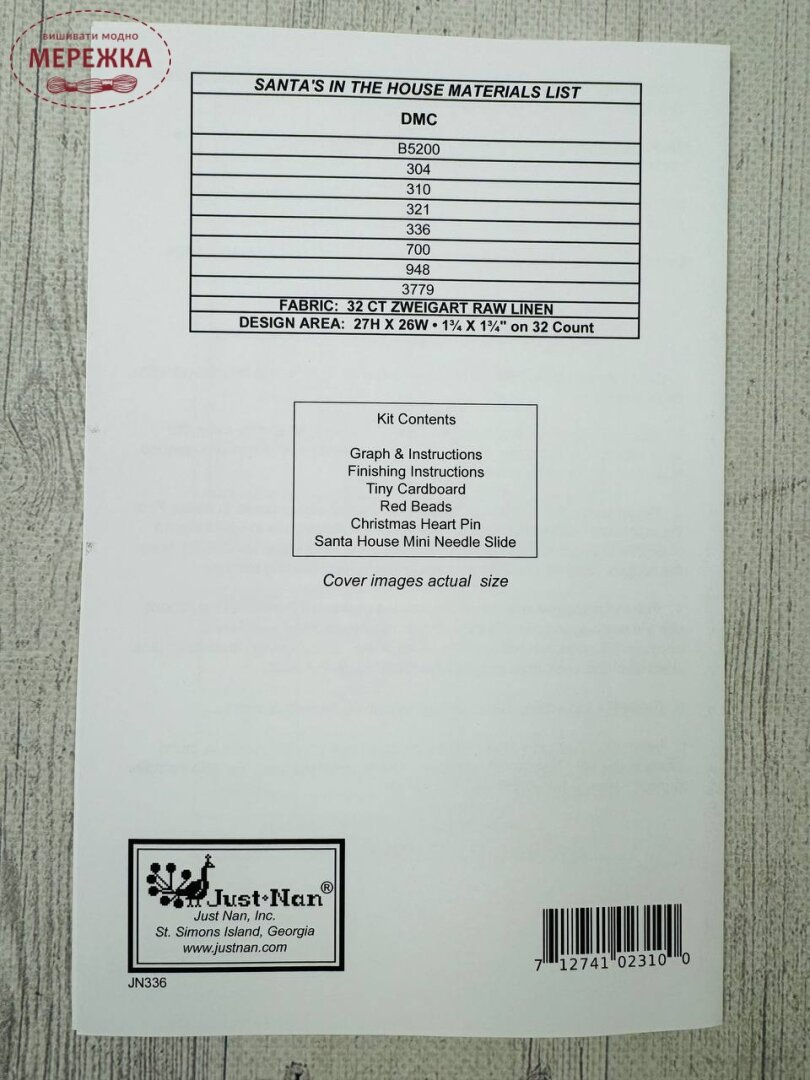 вишивати модно
МЕРЕЖКА
SANTA'S IN THE HOUSE MATERIALS LIST
DMC
B5200
304
310
321
336
700
948
3779
FABRIC: 32 CT ZWEIGART RAW LINEN
DESIGN AREA: 27H X 26W • 1¾ X 1¾" on 32 Count
Kit Contents
Graph & Instructions
Finishing Instructions
Tiny Cardboard
Red Beads
Christmas Heart Pin
Santa House Mini Needle Slide
Cover images actual size
Just Nan®
Just Nan, Inc.
St. Simons Island, Georgia
www.justnan.com
JN336
7 12741 02310 0